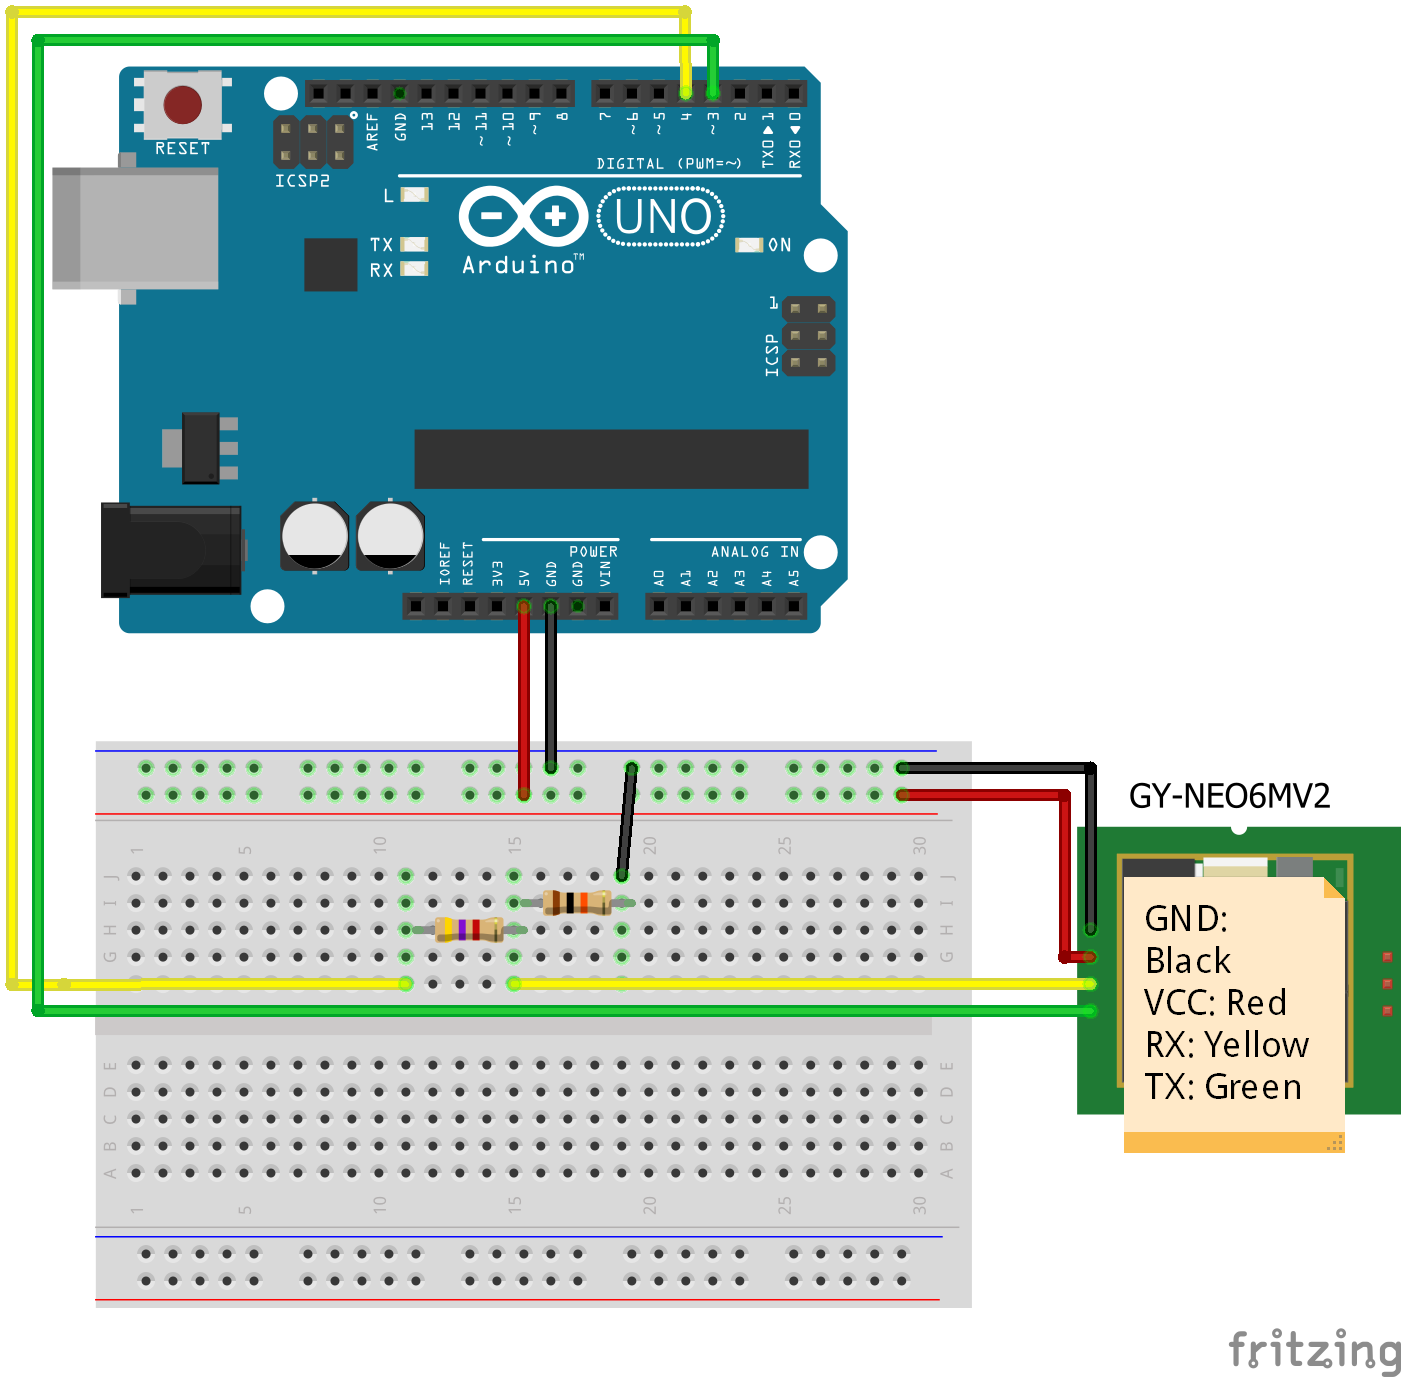 RESET
ICSP2
AREF
GND
13
12
~11
~10
~9
8
7
~6
~5
4
~3
2
TX0▶1
RX0◀0
DIGITAL (PWM=~)
L
TX
RX
UNO
Arduino™
ON
1
ICSP
IOREF
RESET
3V3
5V
GND
GND
VIN
POWER
ANALOG IN
A0
A1
A2
A3
A4
A5
1 5 10 15 20 25 30
J J
I I
H H
G G
E E
D D
C C
B B
A A
1 5 10 15 20 25 30
GY-NEO6MV2
GND:
Black
VCC: Red
RX: Yellow
TX: Green
fritzing